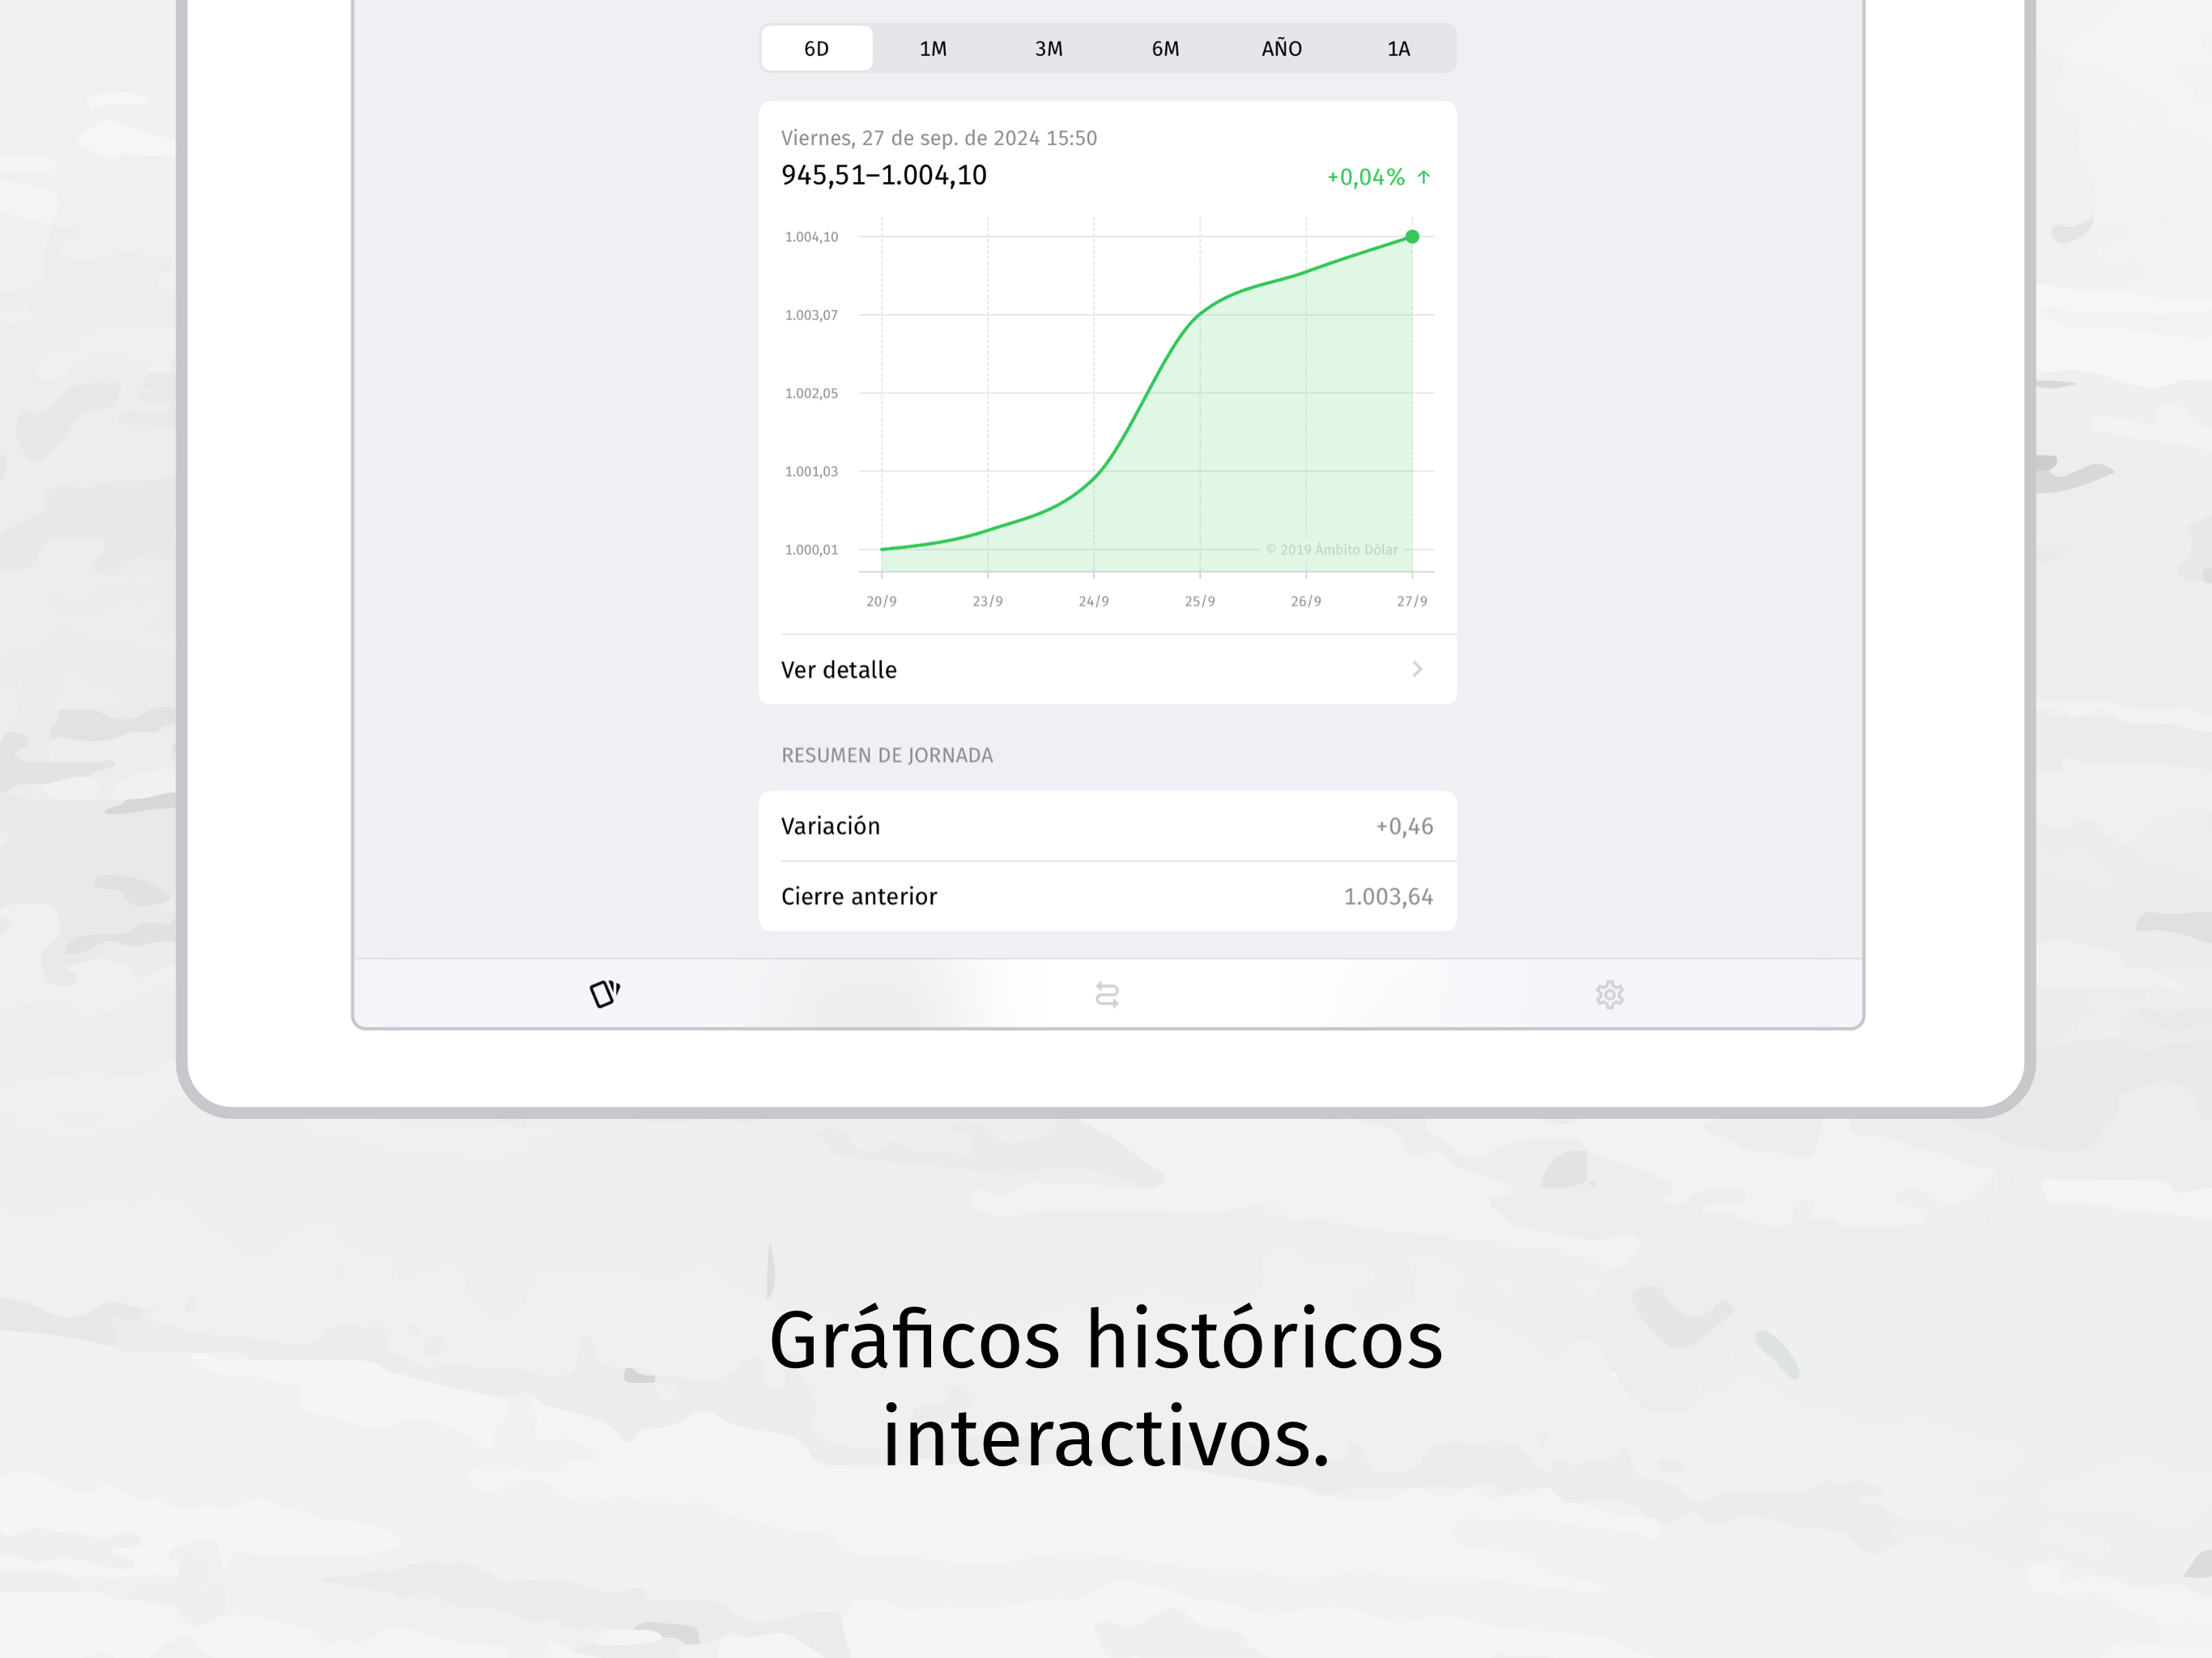 6D 1M 3M 6M AÑO 1A
Viernes, 27 de sep. de 2024 15:50
945,51–1.004,10 +0,04% ↑
1.004,10
1.003,07
1.002,05
1.001,03
1.000,01
© 2019 Ámbito Dólar
20/9 23/9 24/9 25/9 26/9 27/9
Ver detalle
RESUMEN DE JORNADA
Variación +0,46
Cierre anterior 1.003,64
Gráficos históricos
interactivos.